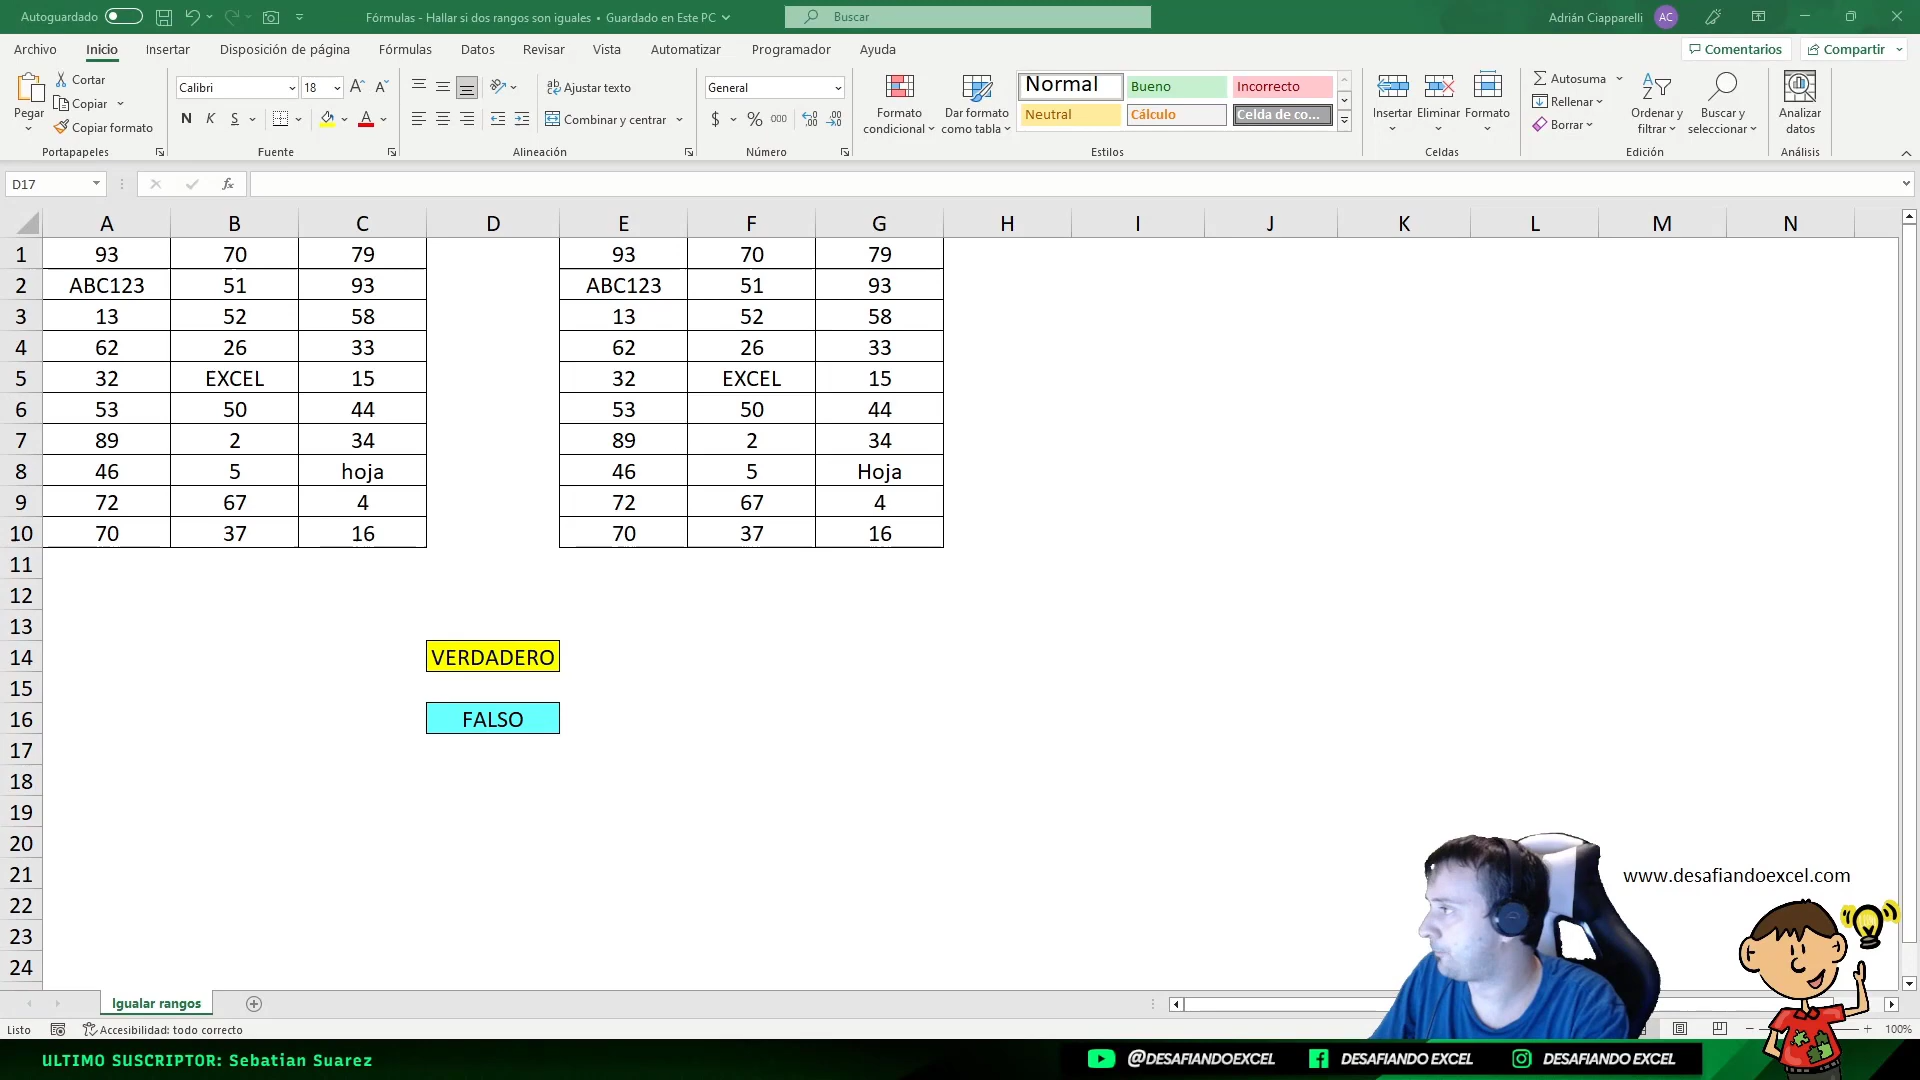 Autoguardado
Fórmulas - Hallar si dos rangos son iguales • Guardado en Este PC
Buscar
Adrián Ciapparelli AC
Archivo Inicio Insertar Disposición de página Fórmulas Datos Revisar Vista Automatizar Programador Ayuda
Comentarios Compartir
Pegar
Cortar
Copiar
Copiar formato
Portapapeles
Calibri 18
N K S
Fuente
Ajustar texto
Combinar y centrar
Alineación
General
$ % 000
Número
Formato condicional
Dar formato como tabla
Normal Bueno Incorrecto
Neutral Cálculo Celda de co...
Estilos
Insertar Eliminar Formato
Celdas
Autosuma
Rellenar
Borrar
Ordenar y filtrar
Buscar y seleccionar
Edición
Analizar datos
Análisis
D17
fx
A B C D E F G H I J K L M N
1 93 70 79 93 70 79
2 ABC123 51 93 ABC123 51 93
3 13 52 58 13 52 58
4 62 26 33 62 26 33
5 32 EXCEL 15 32 EXCEL 15
6 53 50 44 53 50 44
7 89 2 34 89 2 34
8 46 5 hoja 46 5 Hoja
9 72 67 4 72 67 4
10 70 37 16 70 37 16
11
12
13
14 VERDADERO
15
16 FALSO
17
18
19
20
21
22
23
24
www.desafiandoexcel.com
Igualar rangos
Listo
Accesibilidad: todo correcto
100%
ULTIMO SUSCRIPTOR: Sebatian Suarez
@DESAFIANDOEXCEL
DESAFIANDO EXCEL
DESAFIANDO EXCEL